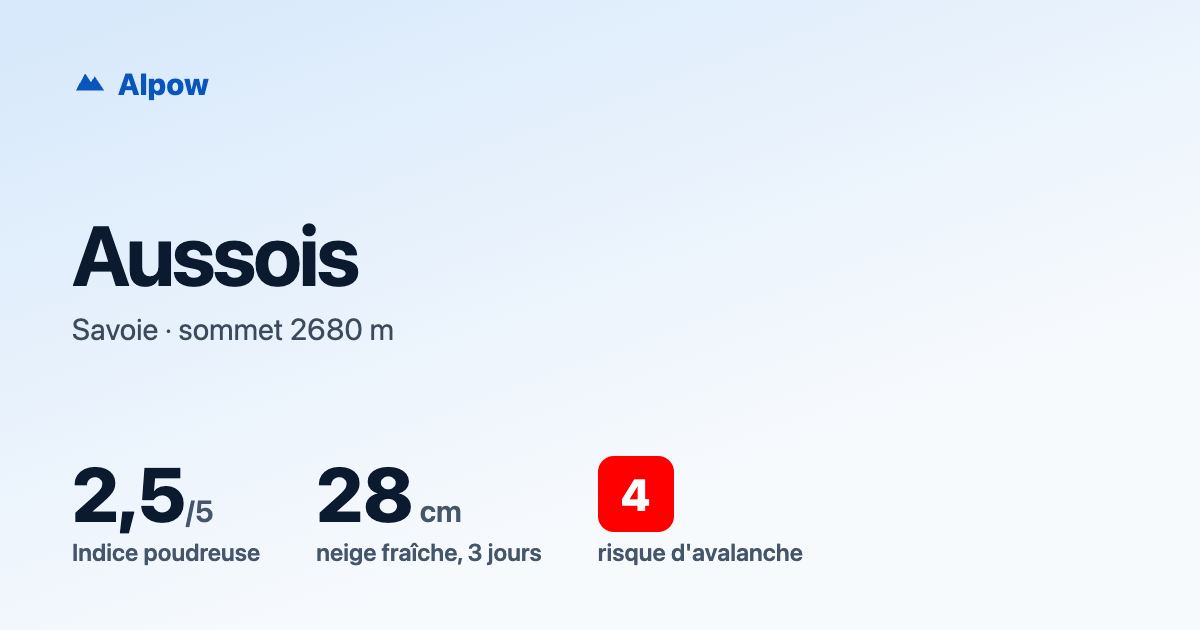 Alpow
Aussois
Savoie · sommet 2680 m
2,5/5
Indice poudreuse
28 cm
neige fraîche, 3 jours
4
risque d'avalanche